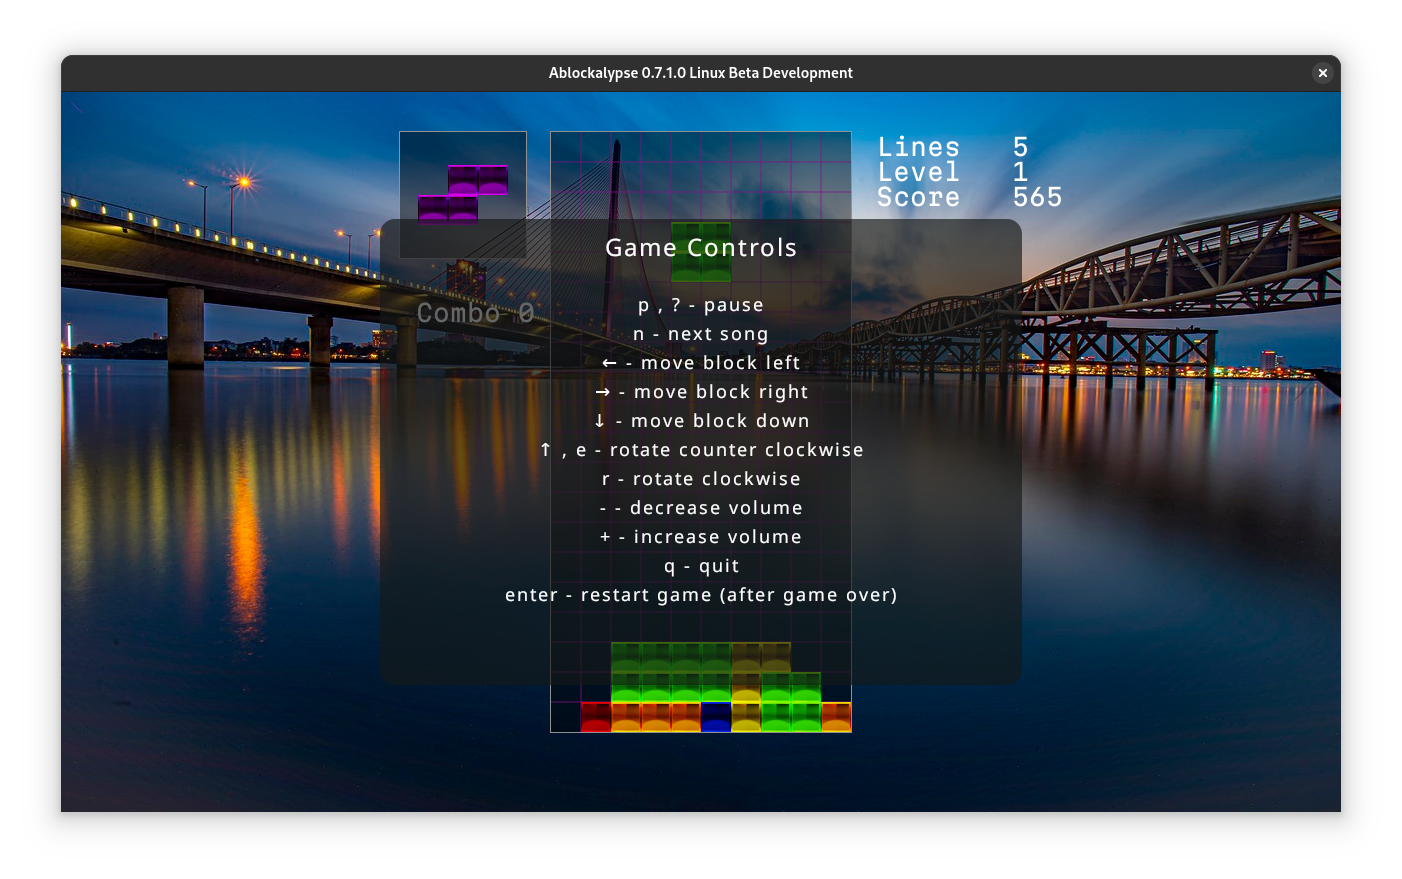 Ablockalypse 0.7.1.0 Linux Beta Development
Lines 5
Level 1
Score 565
Combo 0
Game Controls
p , ? - pause
n - next song
← - move block left
→ - move block right
↓ - move block down
↑ , e - rotate counter clockwise
r - rotate clockwise
- - decrease volume
+ - increase volume
q - quit
enter - restart game (after game over)